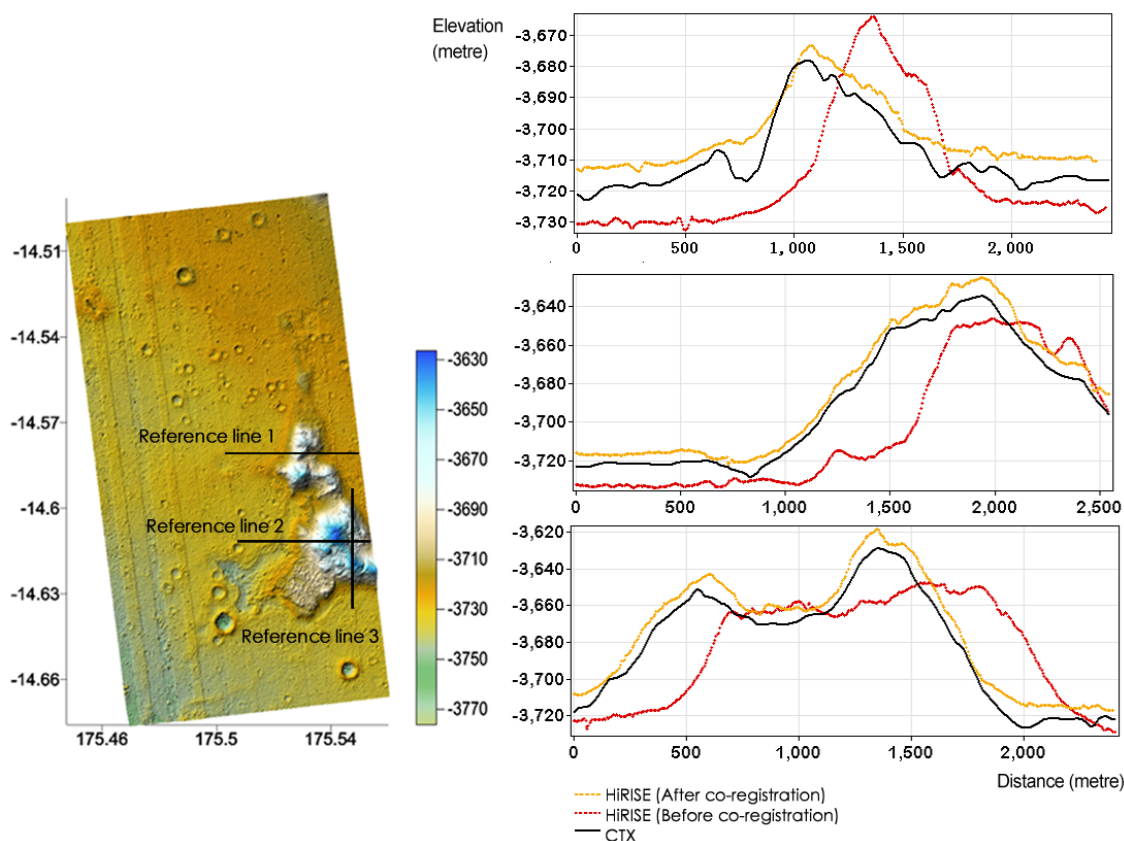 Elevation
(metre)
-3,670
-3,680
-3,690
-3,700
-3,710
-3,720
-3,730
0 500 1,000 1,500 2,000
-14.51
-14.54
-14.57
-14.6
-14.63
-14.66
175.46 175.5 175.54
Reference line 1
Reference line 2
Reference line 3
-3630
-3650
-3670
-3690
-3710
-3730
-3750
-3770
-3,640
-3,660
-3,680
-3,700
-3,720
0 500 1,000 1,500 2,000 2,500
-3,620
-3,640
-3,660
-3,680
-3,700
-3,720
0 500 1,000 1,500 2,000
Distance (metre)
HiRISE (After co-registration)
HiRISE (Before co-registration)
CTX